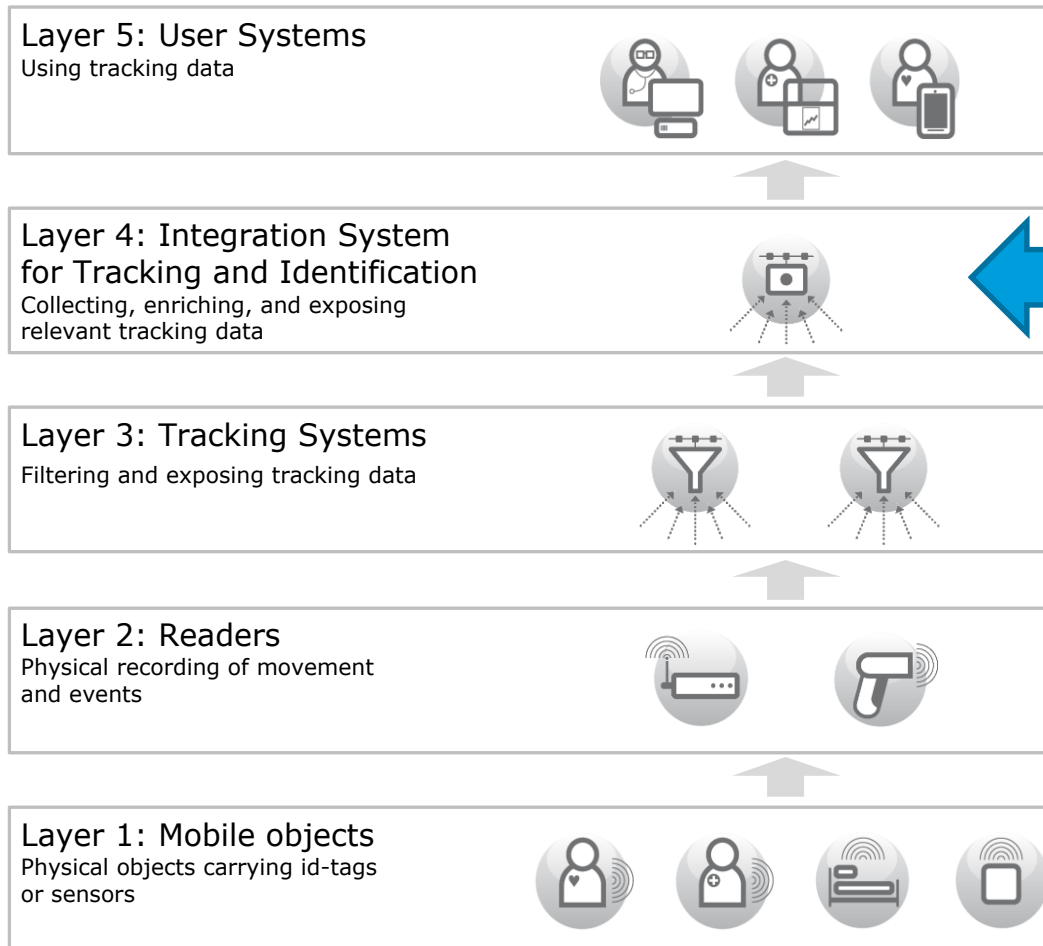 Layer 5: User Systems
Using tracking data
Layer 4: Integration System
for Tracking and Identification
Collecting, enriching, and exposing
relevant tracking data
Layer 3: Tracking Systems
Filtering and exposing tracking data
Layer 2: Readers
Physical recording of movement
and events
Layer 1: Mobile objects
Physical objects carrying id-tags
or sensors